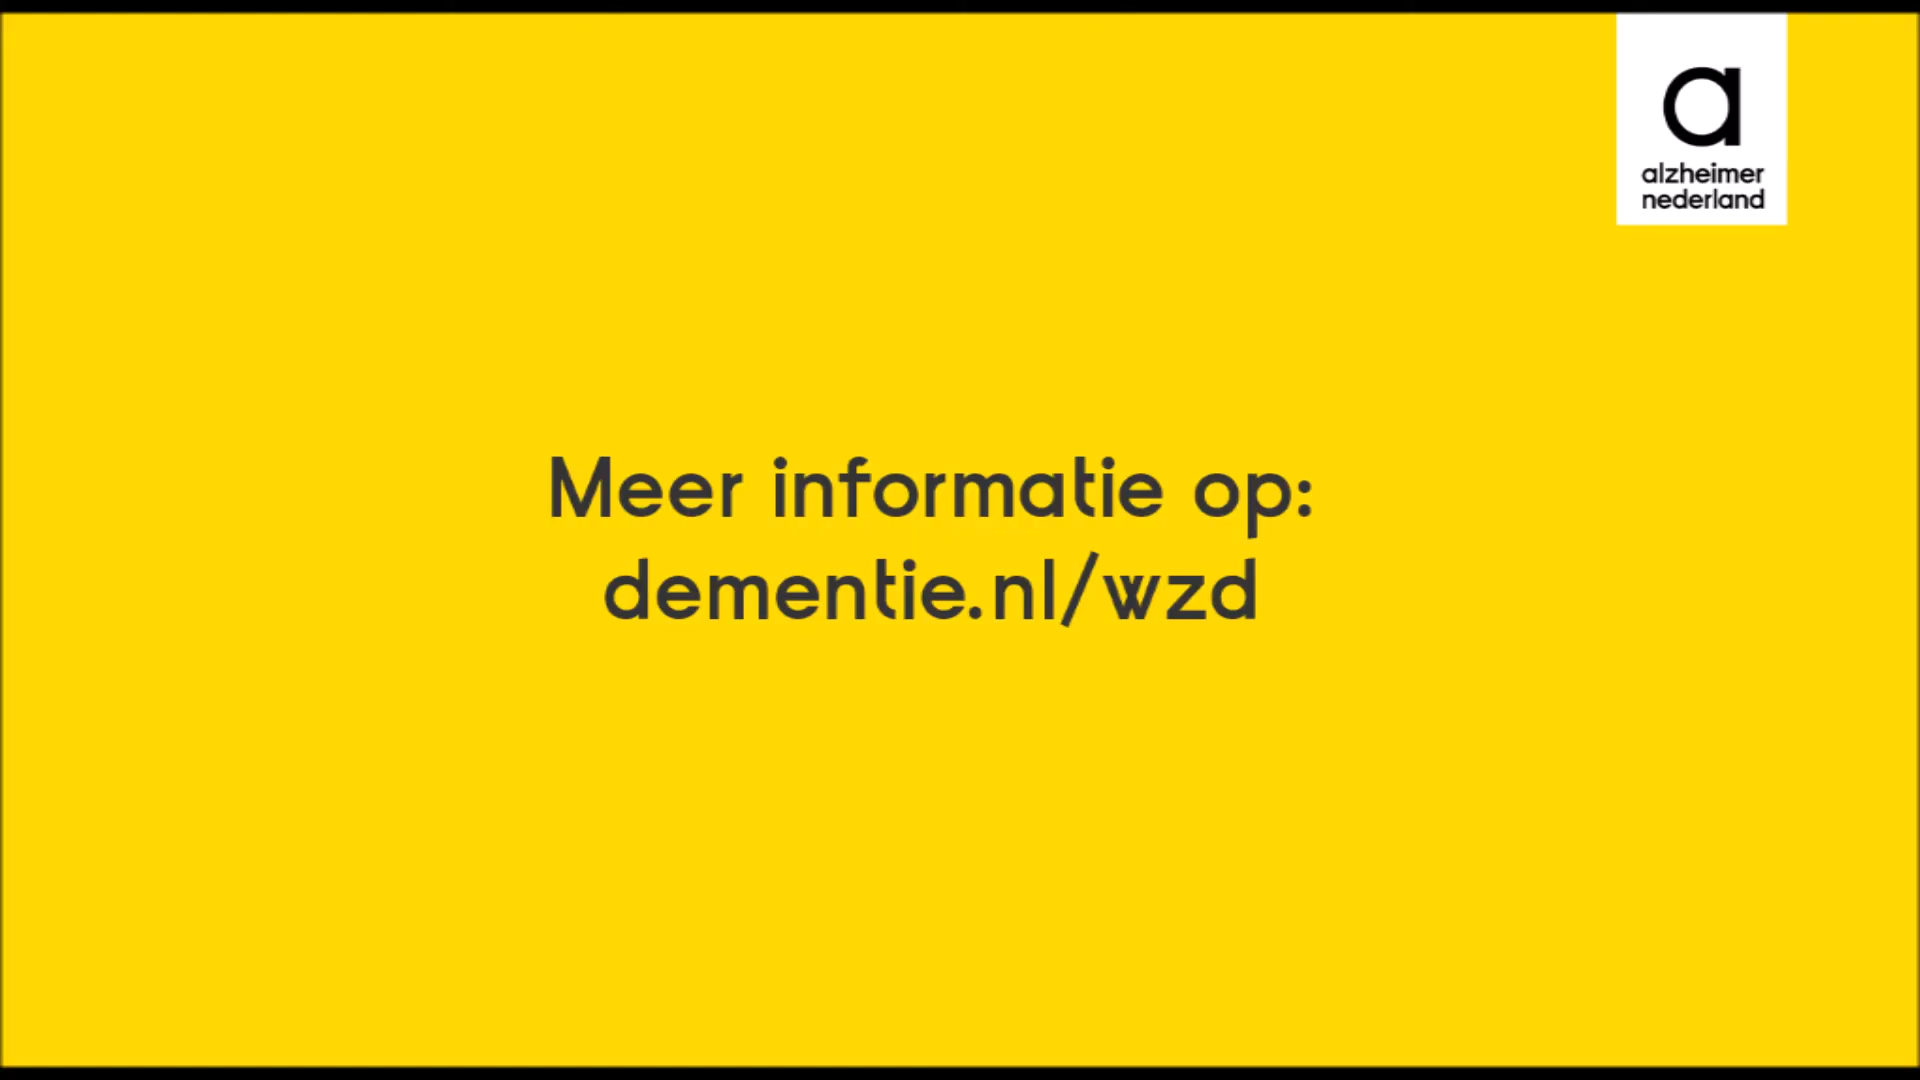 a
alzheimer
nederland
Meer informatie op:
dementie.nl/wzd